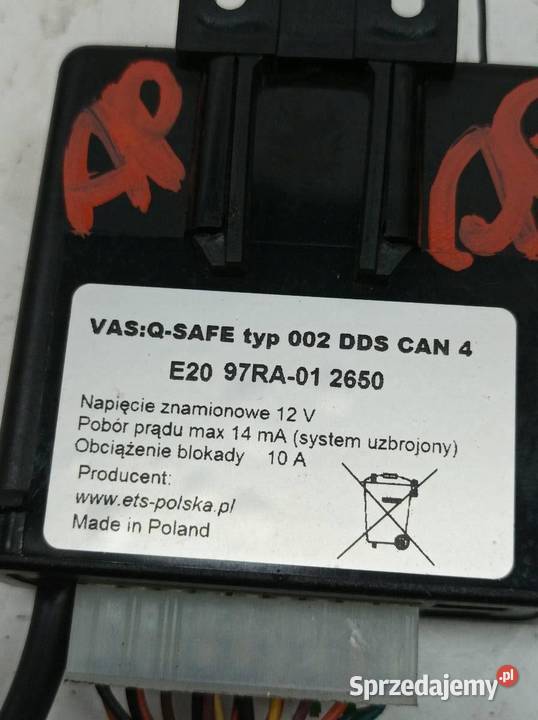 VAS:Q-SAFE typ 002 DDS CAN 4
E20 97RA-01 2650
Napięcie znamionowe 12 V
Pobór prądu max 14 mA (system uzbrojony)
Obciążenie blokady 10 A
Producent:
www.ets-polska.pl
Made in Poland
Sprzedajemy.pl